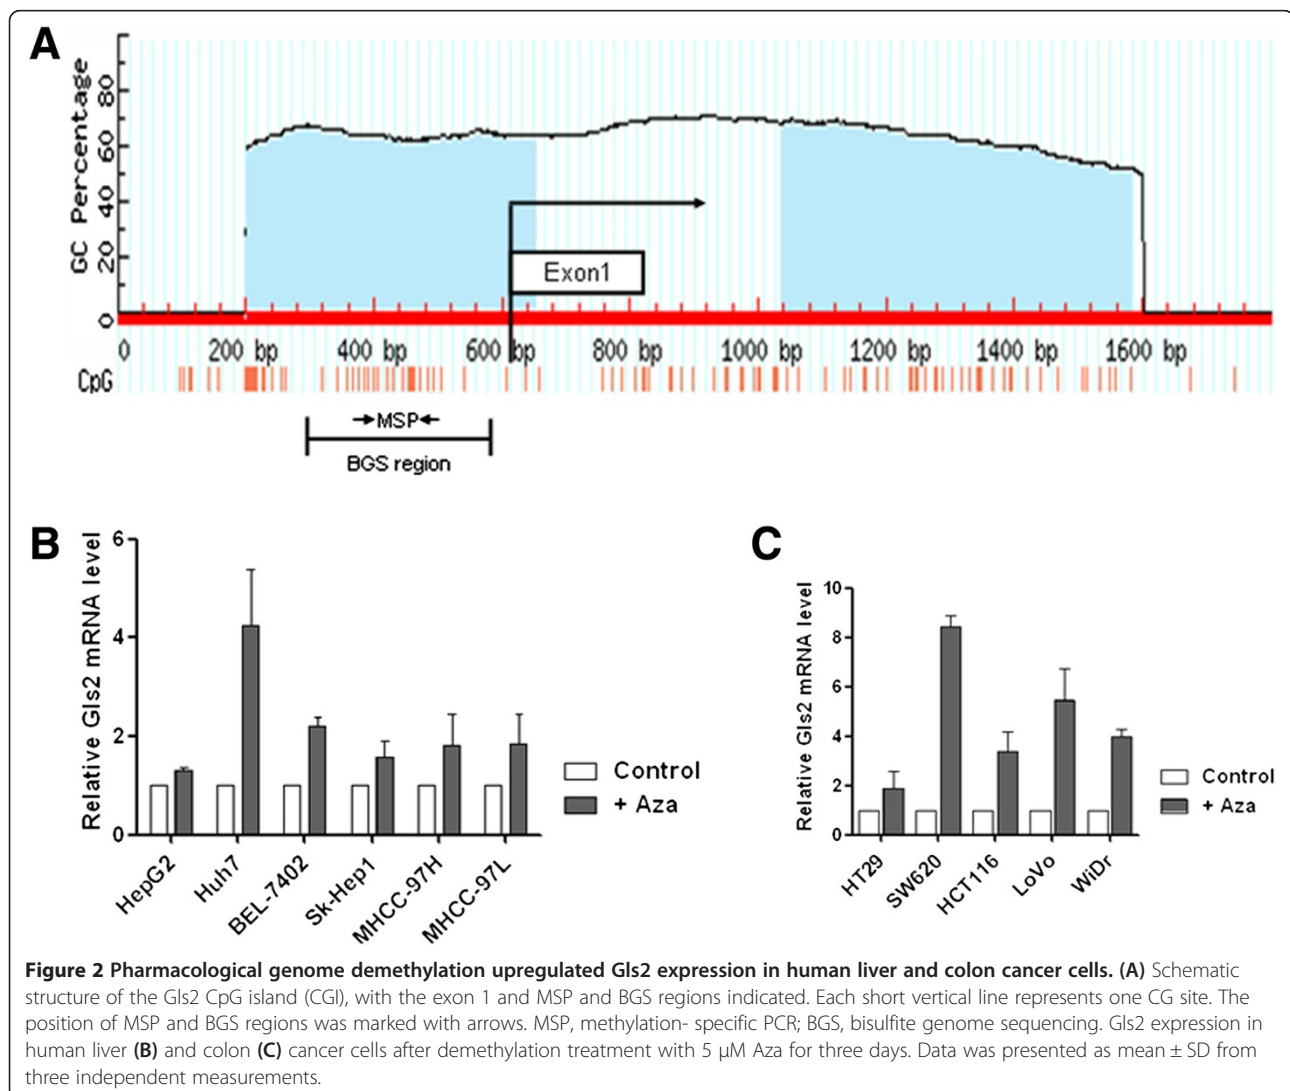 A
GC Percentage
80
60
40
20
0
Exon1
0 200 bp 400 bp 600 bp 800 bp 1000 bp 1200 bp 1400 bp 1600 bp
CpG
MSP
BGS region
B
Relative Gls2 mRNA level
6
4
2
0
HepG2
Huh7
BEL-7402
Sk-Hep1
MHCC-97H
MHCC-97L
Control
+ Aza
C
Relative Gls2 mRNA level
10
8
6
4
2
0
HT29
SW620
HCT116
LoVo
WiDr
Control
+ Aza
Figure 2 Pharmacological genome demethylation upregulated Gls2 expression in human liver and colon cancer cells. (A) Schematic
structure of the Gls2 CpG island (CGI), with the exon 1 and MSP and BGS regions indicated. Each short vertical line represents one CG site. The
position of MSP and BGS regions was marked with arrows. MSP, methylation- specific PCR; BGS, bisulfite genome sequencing. Gls2 expression in
human liver (B) and colon (C) cancer cells after demethylation treatment with 5 μM Aza for three days. Data was presented as mean ± SD from
three independent measurements.